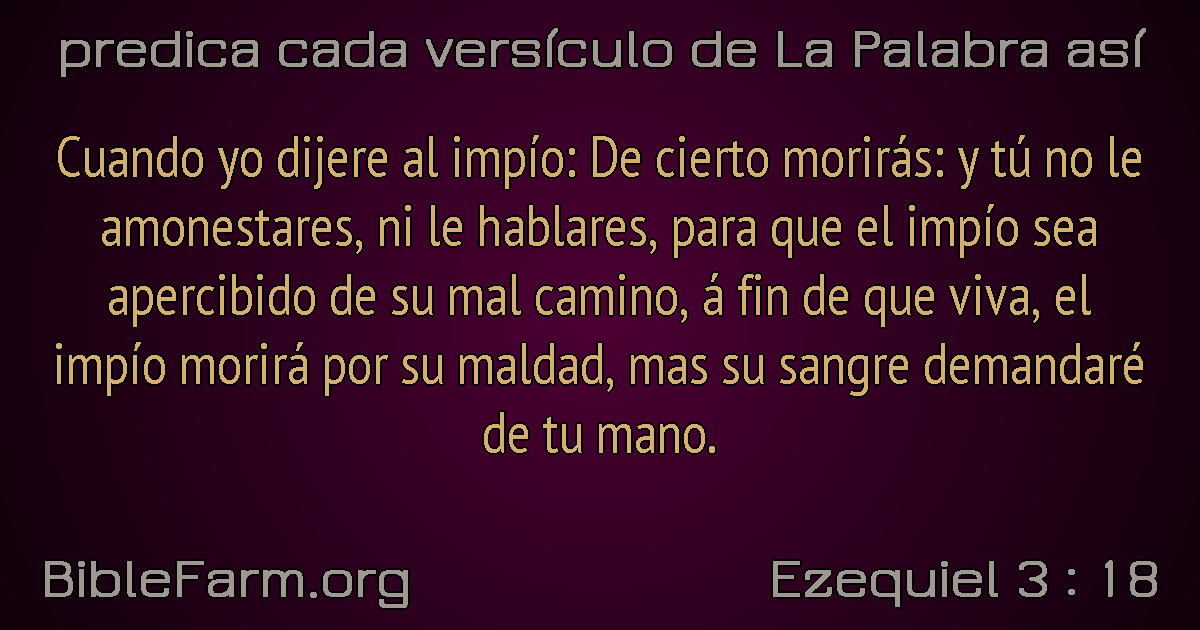 predica cada versículo de La Palabra así
Cuando yo dijere al impío: De cierto morirás: y tú no le
amonestares, ni le hablares, para que el impío sea
apercibido de su mal camino, á fin de que viva, el
impío morirá por su maldad, mas su sangre demandaré
de tu mano.
BibleFarm.org
Ezequiel 3 : 18